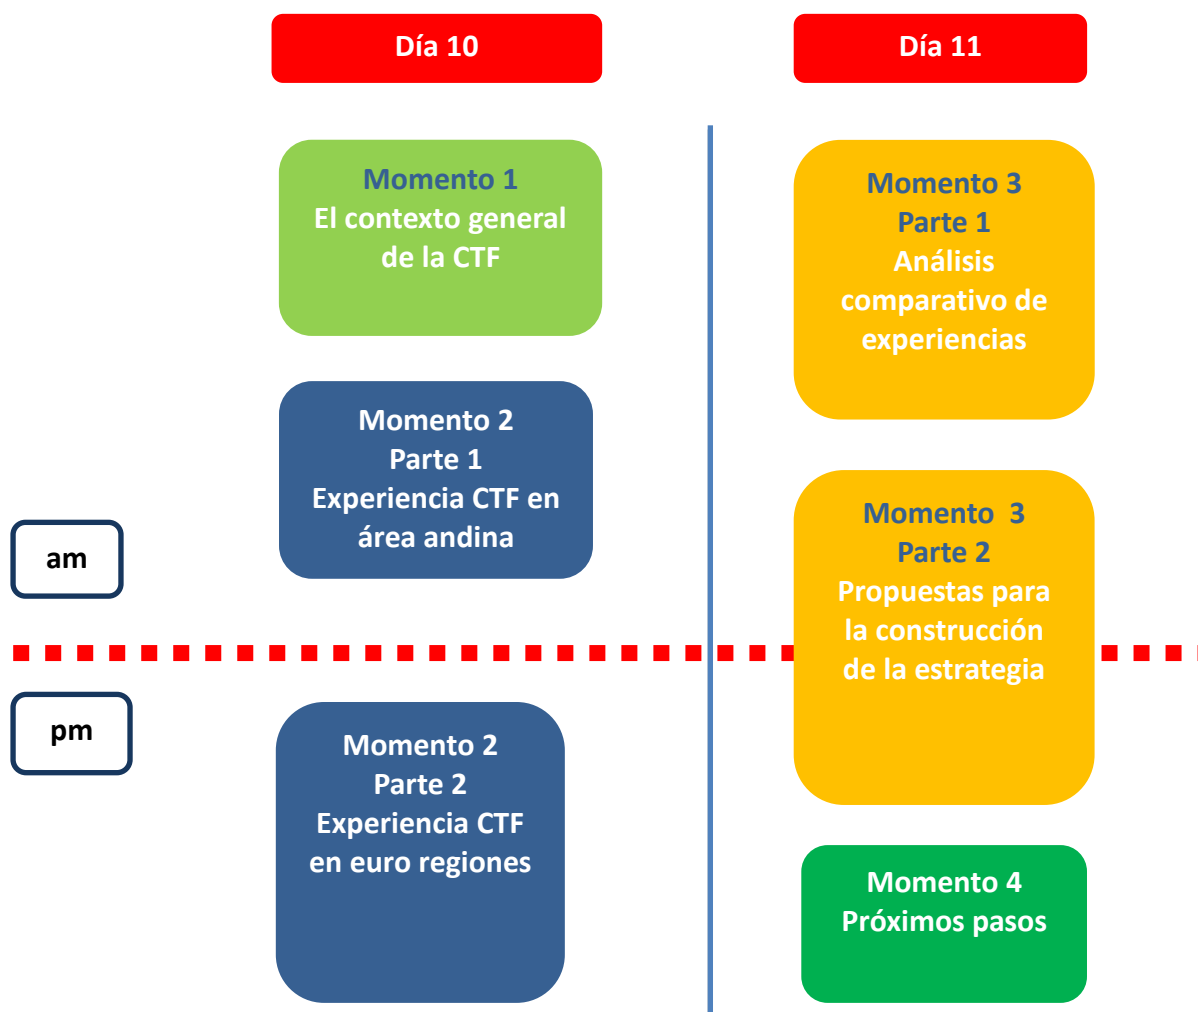 Día 10
Día 11
Momento 1
El contexto general
de la CTF
Momento 2
Parte 1
Experiencia CTF en
área andina
am
pm
Momento 2
Parte 2
Experiencia CTF
en euro regiones
Momento 3
Parte 1
Análisis
comparativo de
experiencias
Momento  3
Parte 2
Propuestas para
la construcción
de la estrategia
Momento 4
Próximos pasos